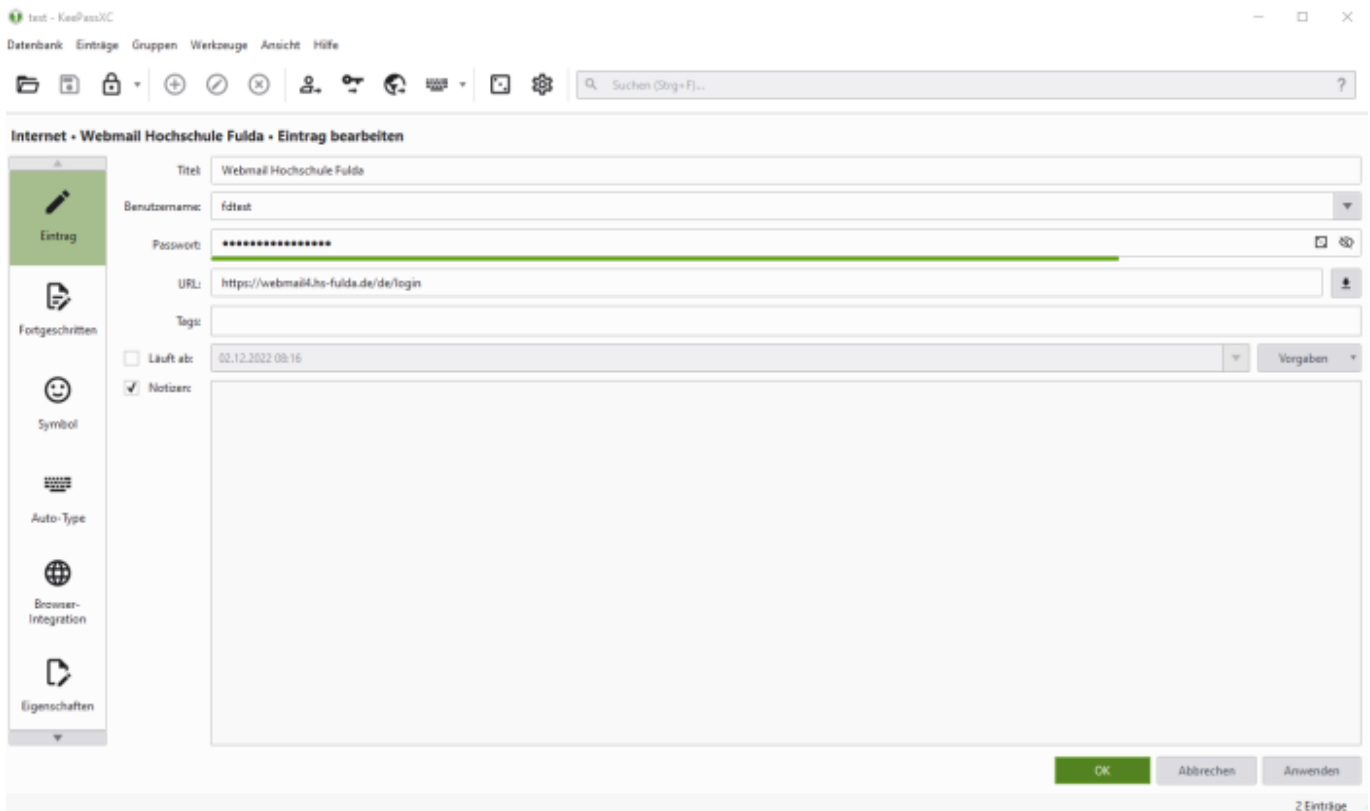 test - KeePassXC
Datenbank Einträge Gruppen Werkzeuge Ansicht Hilfe
Suchen (Strg+F)... ?
Internet • Webmail Hochschule Fulda • Eintrag bearbeiten
Titel: Webmail Hochschule Fulda
Benutzername: fdtest
Eintrag
Passwort: ••••••••••••••••
URL: https://webmail4.hs-fulda.de/de/login
Tags:
Fortgeschritten
Läuft ab: 02.12.2022 08:16 Vorgaben
Notizen:
Symbol
Auto-Type
Browser-
Integration
Eigenschaften
OK Abbrechen Anwenden
2 Einträge